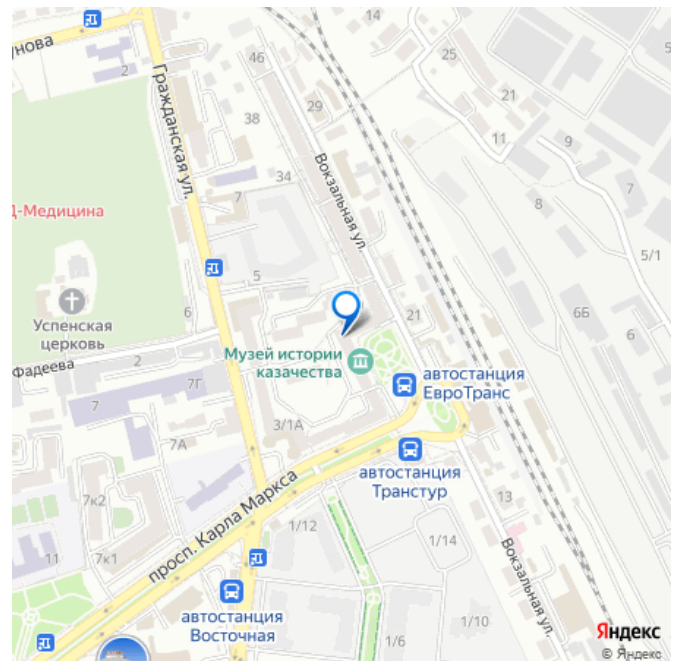 14
нова
2
46
25
5
21
29
38
11
9
Гражданская ул.
Вокзальная ул.
34
7
7
8
Д-Медицина
5/1
5
6
21
6Б
6
Успенская
церковь
Фадеева
2
Музей истории
казачества
автостанция
ЕвроТранс
7Г
7
3/1А
7А
автостанция
Транстур
7к2
13
просп. Карла Маркса
1/12
1/14
11
7к1
Вокзальная ул.
автостанция
Восточная
1/10
1/6
Яндекс
© Яндекс